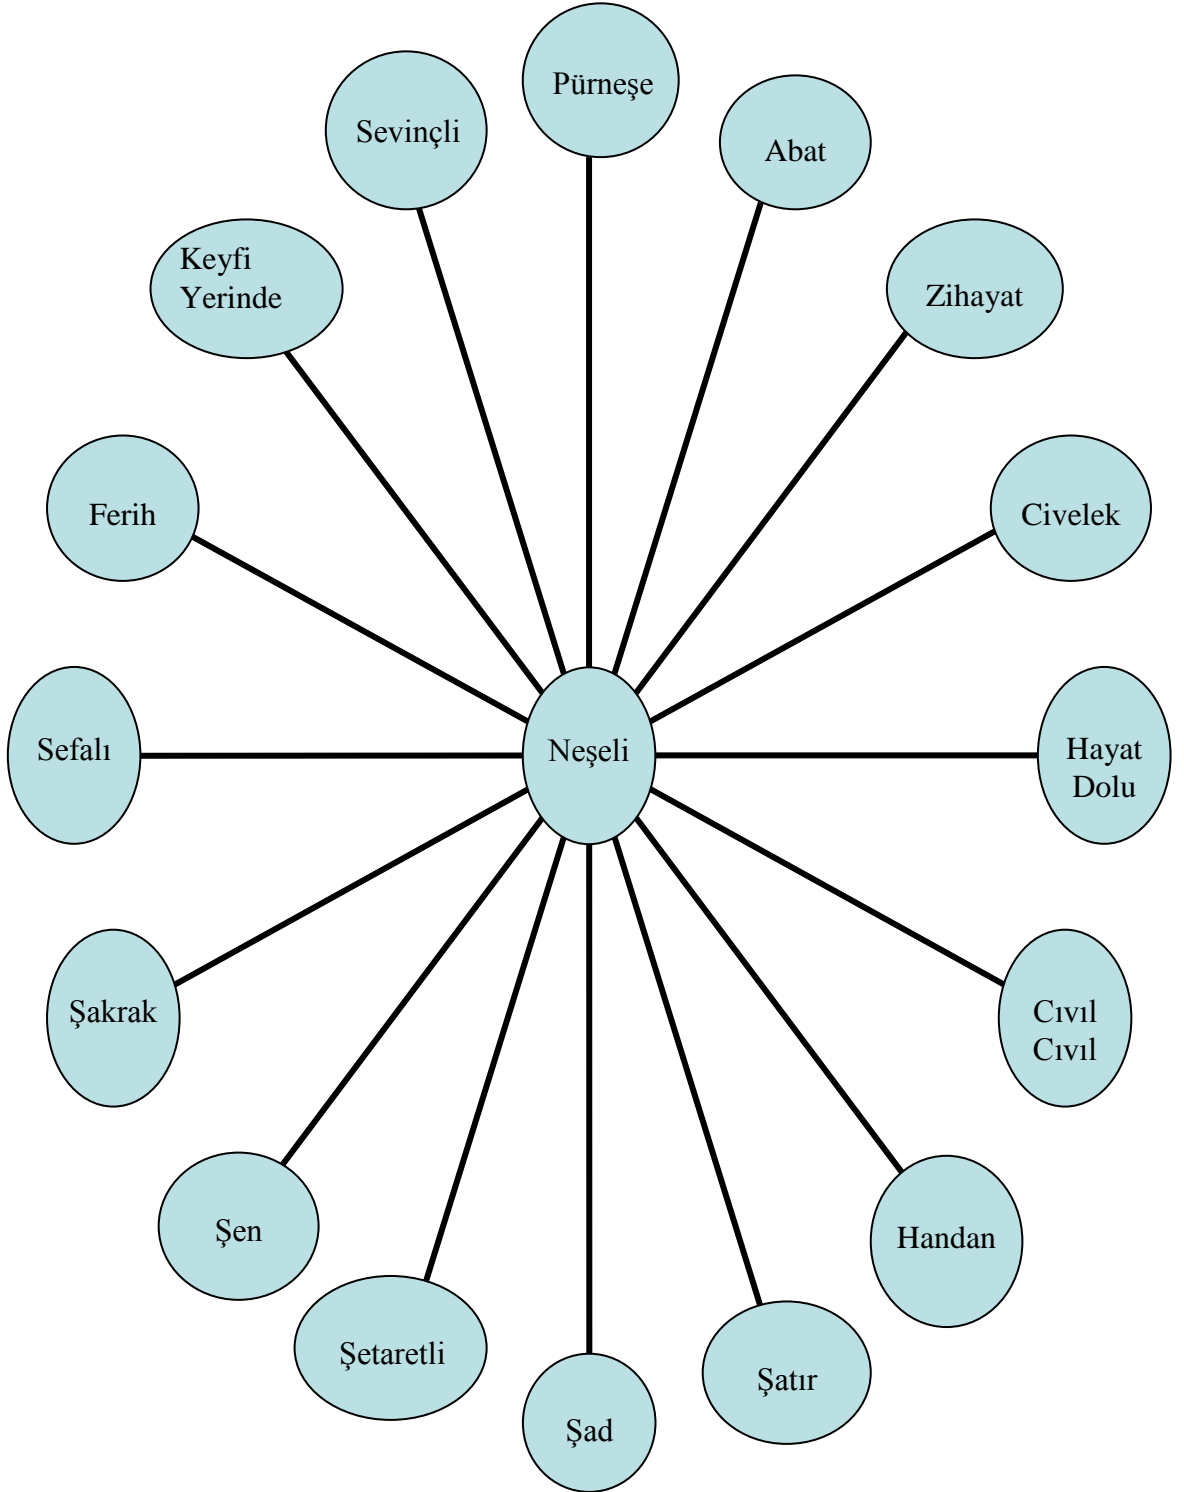 Pürneşe
Sevinçli
Abat
Keyfi
Yerinde
Zihayat
Ferih
Civelek
Sefalı
Neşeli
Hayat
Dolu
Şakrak
Cıvıl
Cıvıl
Şen
Handan
Şetaretli
Şatır
Şad